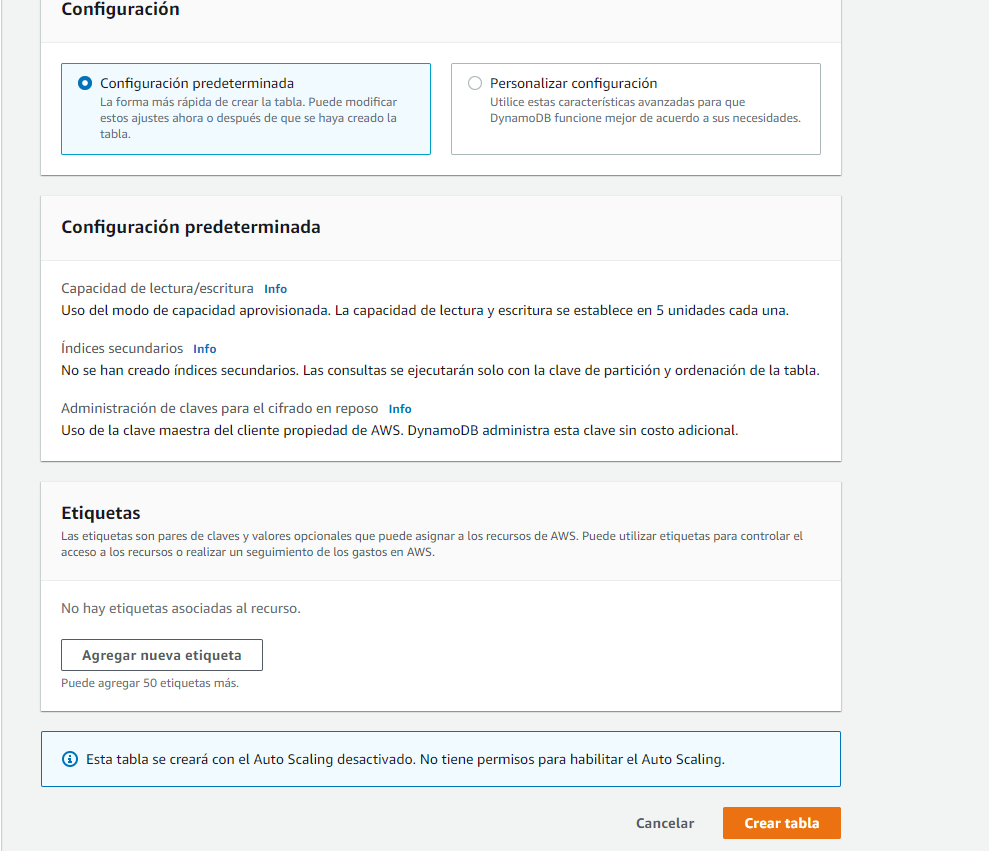 Configuración
Configuración predeterminada
La forma más rápida de crear la tabla. Puede modificar
estos ajustes ahora o después de que se haya creado la
tabla.
Personalizar configuración
Utilice estas características avanzadas para que
DynamoDB funcione mejor de acuerdo a sus necesidades.
Configuración predeterminada
Capacidad de lectura/escritura Info
Uso del modo de capacidad aprovisionada. La capacidad de lectura y escritura se establece en 5 unidades cada una.
Índices secundarios Info
No se han creado índices secundarios. Las consultas se ejecutarán solo con la clave de partición y ordenación de la tabla.
Administración de claves para el cifrado en reposo Info
Uso de la clave maestra del cliente propiedad de AWS. DynamoDB administra esta clave sin costo adicional.
Etiquetas
Las etiquetas son pares de claves y valores opcionales que puede asignar a los recursos de AWS. Puede utilizar etiquetas para controlar el
acceso a los recursos o realizar un seguimiento de los gastos en AWS.
No hay etiquetas asociadas al recurso.
Agregar nueva etiqueta
Puede agregar 50 etiquetas más.
Esta tabla se creará con el Auto Scaling desactivado. No tiene permisos para habilitar el Auto Scaling.
Cancelar Crear tabla